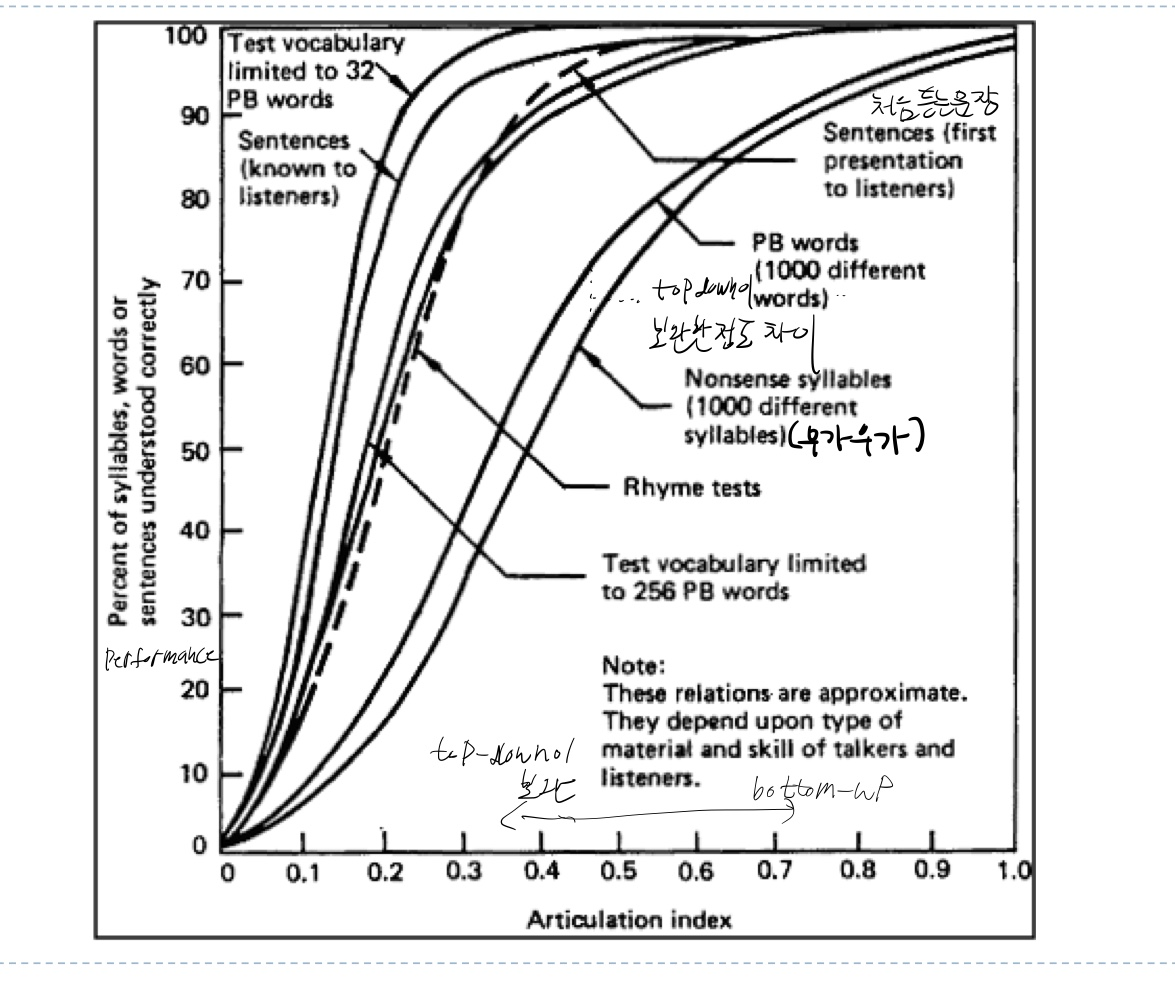 100
90
80
70
60
50
40
30
20
10
0
Percent of syllables, words or
sentences understood correctly
Performance
Test vocabulary
limited to 32
PB words
Sentences
(known to
listeners)
처음 듣는 문장
Sentences (first
presentation
to listeners)
PB words
(1000 different
words)
top down이
보완한 정도 차이
Nonsense syllables
(1000 different
syllables)
Rhyme tests
Test vocabulary limited
to 256 PB words
Note:
These relations are approximate.
They depend upon type of
material and skill of talkers and
listeners.
top-down이
보완
bottom-up
0 0.1 0.2 0.3 0.4 0.5 0.6 0.7 0.8 0.9 1.0
Articulation index